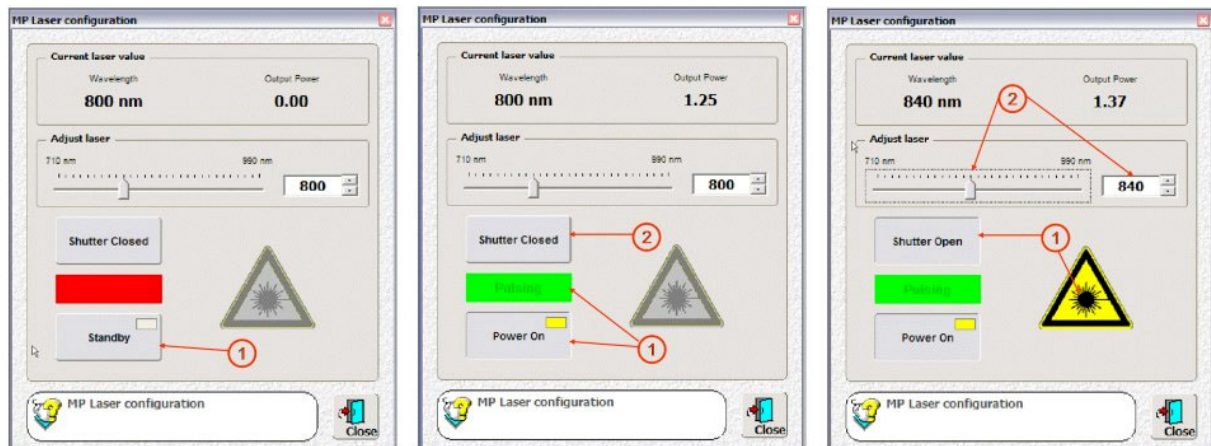 MP Laser configuration
Current laser value
Wavelength
Output Power
800 nm
0.00
Adjust laser
710 nm
990 nm
800
Shutter Closed
Standby
1
MP Laser configuration
Close
MP Laser configuration
Current laser value
Wavelength
Output Power
800 nm
1.25
Adjust laser
710 nm
990 nm
800
Shutter Closed
2
Pulsing
Power On
1
MP Laser configuration
Close
MP Laser configuration
Current laser value
Wavelength
Output Power
840 nm
1.37
2
Adjust laser
710 nm
990 nm
840
Shutter Open
1
Pulsing
Power On
MP Laser configuration
Close